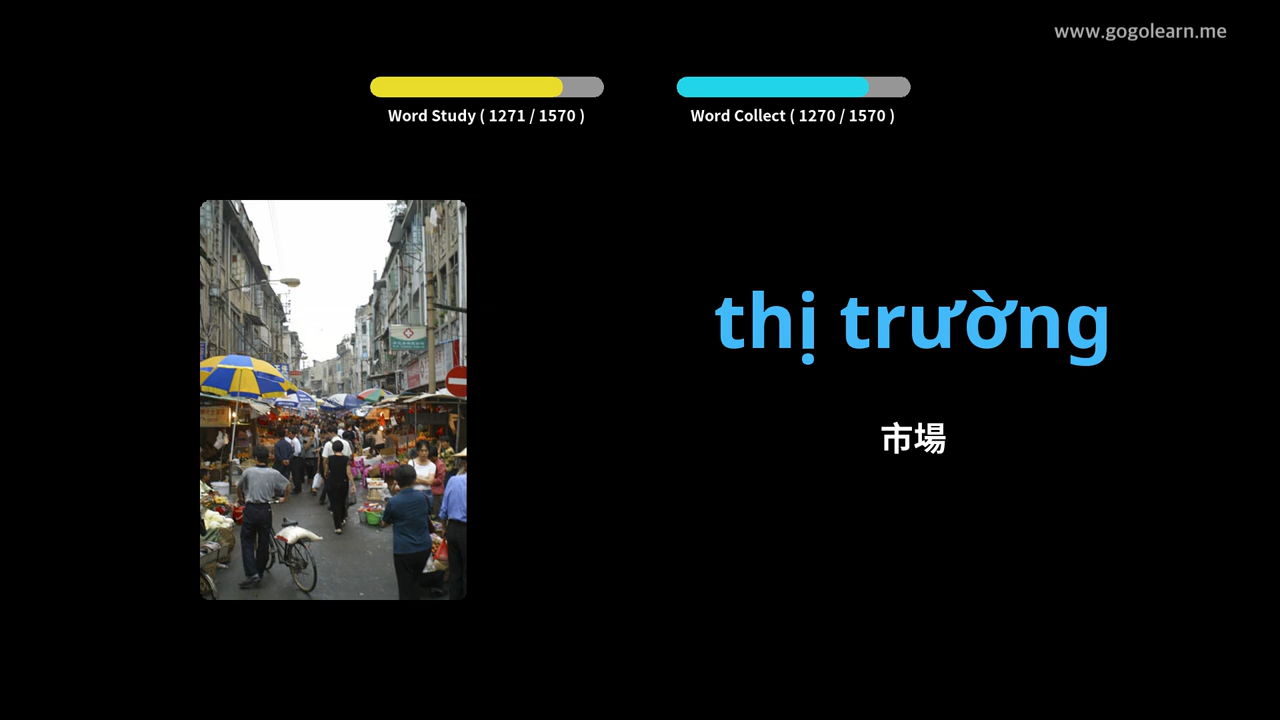 www.gogolearn.me
Word Study ( 1271 / 1570 )
Word Collect ( 1270 / 1570 )
thị trường
市場